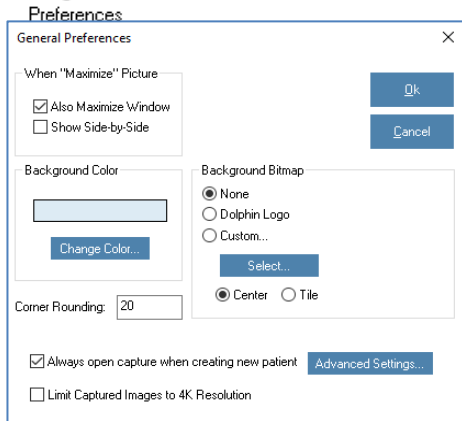 Preferences
General Preferences
When "Maximize" Picture
Also Maximize Window
Show Side-by-Side
Ok
Cancel
Background Color
Change Color...
Corner Rounding: 20
Background Bitmap
None
Dolphin Logo
Custom...
Select...
Center Tile
Always open capture when creating new patient Advanced Settings...
Limit Captured Images to 4K Resolution